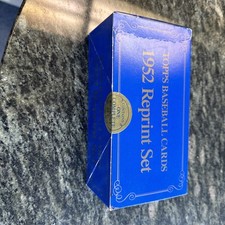 TOPPS BASEBALL CARDS
1952 Reprint Set